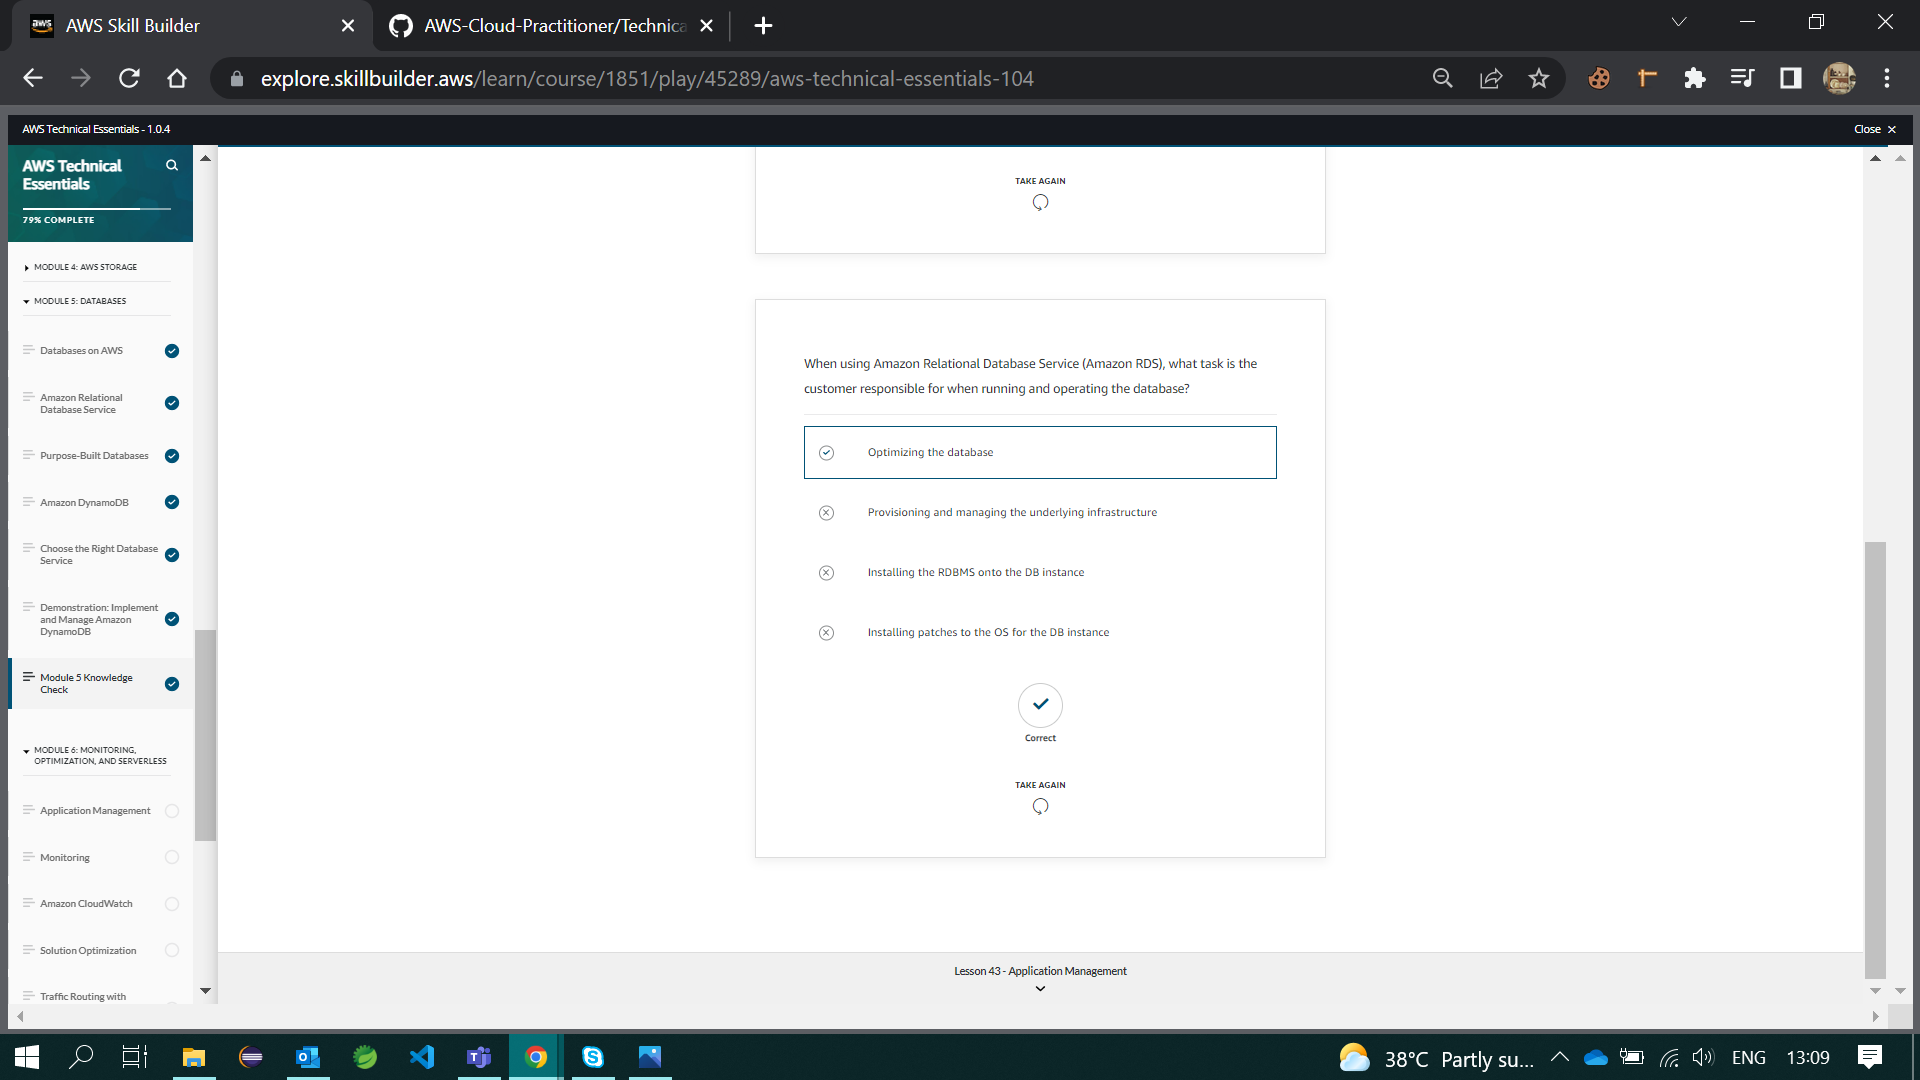 AWS Skill Builder
AWS-Cloud-Practitioner/Technica
explore.skillbuilder.aws/learn/course/1851/play/45289/aws-technical-essentials-104
AWS Technical Essentials - 1.0.4
Close
AWS Technical
Essentials
79% COMPLETE
MODULE 4: AWS STORAGE
MODULE 5: DATABASES
Databases on AWS
Amazon Relational
Database Service
Purpose-Built Databases
Amazon DynamoDB
Choose the Right Database
Service
Demonstration: Implement
and Manage Amazon
DynamoDB
Module 5 Knowledge
Check
MODULE 6: MONITORING,
OPTIMIZATION, AND SERVERLESS
Application Management
Monitoring
Amazon CloudWatch
Solution Optimization
Traffic Routing with
TAKE AGAIN
When using Amazon Relational Database Service (Amazon RDS), what task is the
customer responsible for when running and operating the database?
Optimizing the database
Provisioning and managing the underlying infrastructure
Installing the RDBMS onto the DB instance
Installing patches to the OS for the DB instance
Correct
TAKE AGAIN
Lesson 43 - Application Management
38°C Partly su...
ENG
13:09